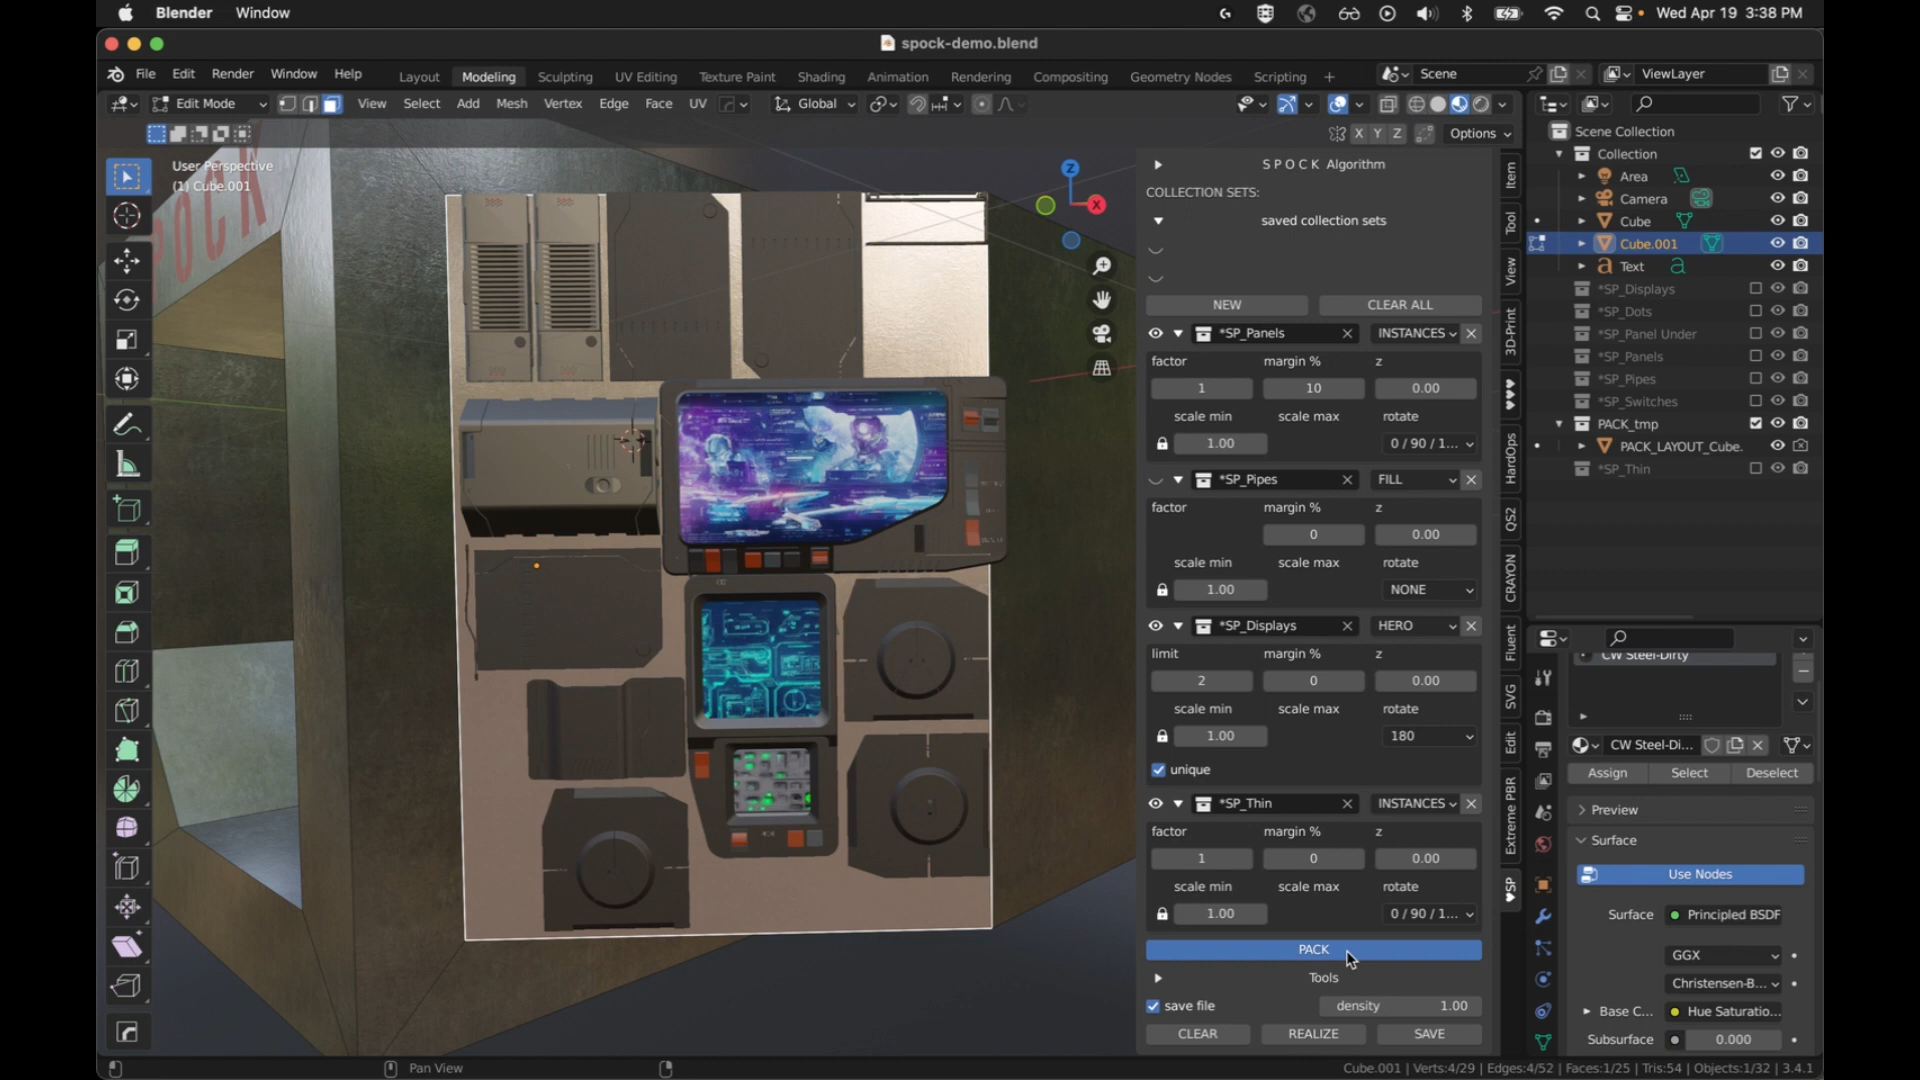 Blender Window
Wed Apr 19 3:38 PM
spock-demo.blend
File Edit Render Window Help
Layout Modeling Sculpting UV Editing Texture Paint Shading Animation Rendering Compositing Geometry Nodes Scripting +
Scene
ViewLayer
Edit Mode View Select Add Mesh Vertex Edge Face UV Global
X Y Z Options
User Perspective
(1) Cube.001
SPOCK
Z
X
S P O C K Algorithm
COLLECTION SETS:
saved collection sets
NEW CLEAR ALL
*SP_Panels INSTANCES
factor margin % z
1 10 0.00
scale min scale max rotate
1.00 0 / 90 / 1...
*SP_Pipes FILL
factor margin % z
0 0.00
scale min scale max rotate
1.00 NONE
*SP_Displays HERO
limit margin % z
2 0 0.00
scale min scale max rotate
1.00 180
unique
*SP_Thin INSTANCES
factor margin % z
1 0 0.00
scale min scale max rotate
1.00 0 / 90 / 1...
PACK
Tools
save file density 1.00
CLEAR REALIZE SAVE
Item
Tool
View
3D-Print
♥♥♥
HardOps
QS2
CRAYON
Fluent
SVG
Edit
Extreme PBR
♥SP
Scene Collection
Collection
Area
Camera
Cube
Cube.001
Text
*SP_Displays
*SP_Dots
*SP_Panel Under
*SP_Panels
*SP_Pipes
*SP_Switches
PACK_tmp
PACK_LAYOUT_Cube.
*SP_Thin
CW Steel-Dirty
CW Steel-Di...
Assign Select Deselect
Preview
Surface
Use Nodes
Surface Principled BSDF
GGX
Christensen-B...
Base C... Hue Saturatio...
Subsurface 0.000
Pan View
Cube.001 | Verts:4/29 | Edges:4/52 | Faces:1/25 | Tris:54 | Objects:1/32 | 3.4.1